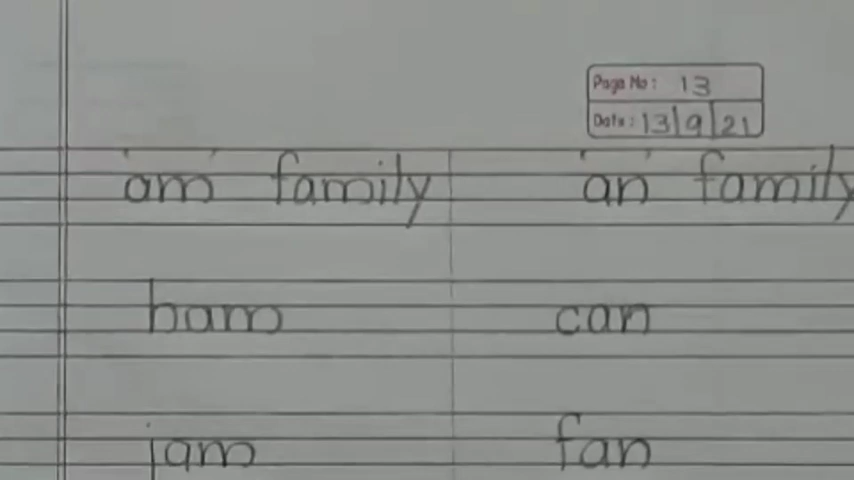 Page No: 13
Date: 13|9|21
'am' family 'an' family
ham can
jam fan